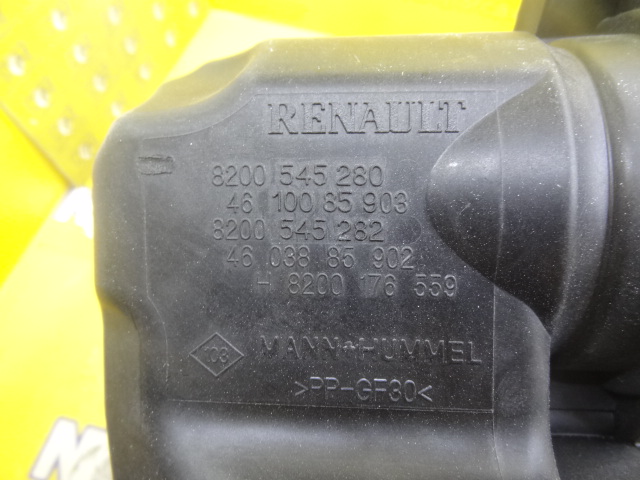 RENAULT
8200 545 280
46 100 85 903
8200 545 282
46 038 85 902
H 8200 176 559
123 MANN+HUMMEL
>PP-GF30<